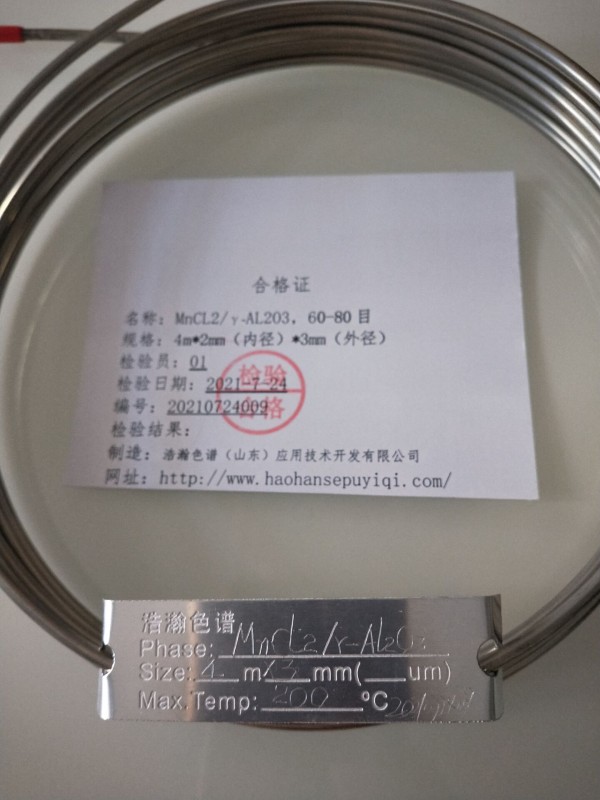 合格证
名称：MnCL2/γ-AL2O3，60-80目
规格：4m*2mm（内径）*3mm（外径）
检验员：01
检验日期：2021-7-24
编号：20210724009
检验结果：
检验
合格
制造：浩瀚色谱（山东）应用技术开发有限公司
网址：http://www.haohansepuyiqi.com/
浩瀚色谱
Phase: MnCL2/γ-AL2O3
Size: 4 m×3 mm( um)
Max.Temp: 200 °C